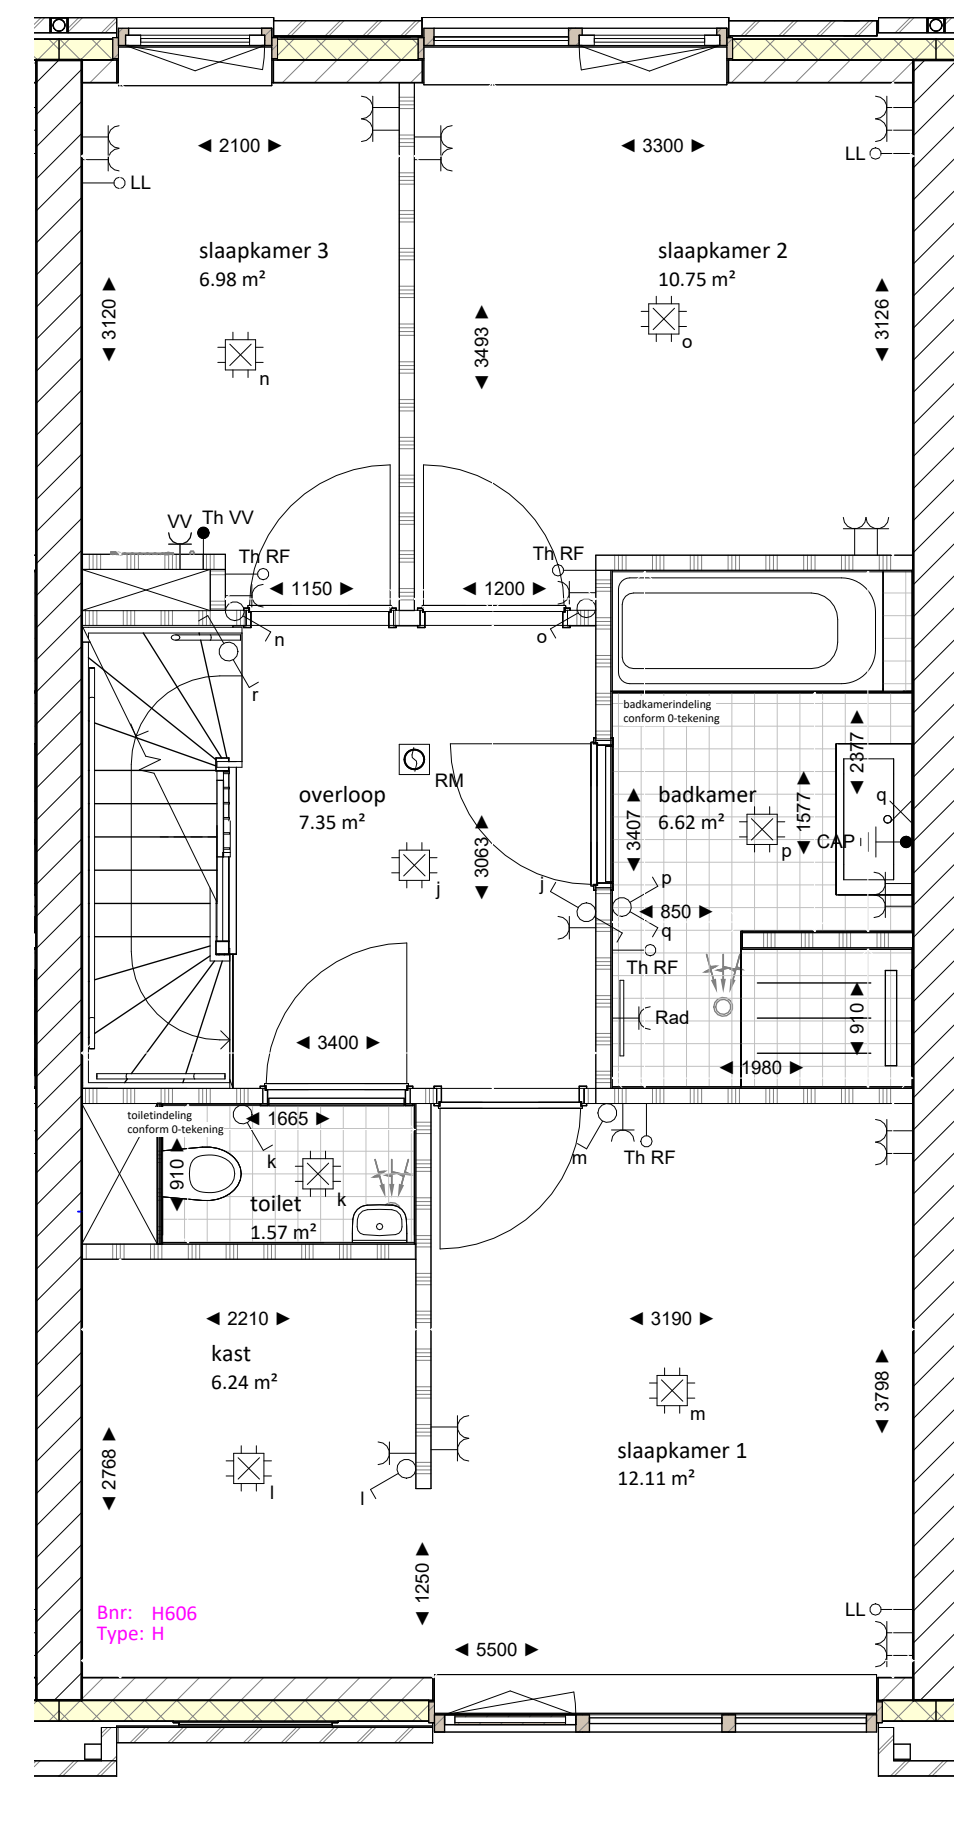 2100
3300
LL
LL
slaapkamer 3
6.98 m²
slaapkamer 2
10.75 m²
3120
3493
3126
n
o
VV
Th VV
Th RF
Th RF
1150
1200
n
o
r
badkamerindeling
conform 0-tekening
2377
RM
overloop
7.35 m²
badkamer
6.62 m²
3407
1577
q
p
CAP
3063
j
j
p
850
q
Th RF
Rad
910
3400
1980
toiletindeling
conform 0-tekening
1665
910
k
k
toilet
1.57 m²
m
Th RF
2210
3190
kast
6.24 m²
3798
m
slaapkamer 1
12.11 m²
2768
l
l
1250
Bnr: H606
Type: H
LL
5500